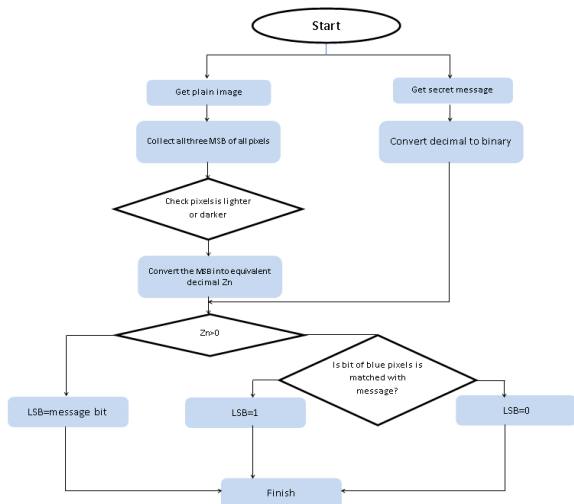 Start
Get plain image
Get secret message
Collect all three MSB of all pixels
Convert decimal to binary
Check pixels is lighter
or darker
Convert the MSB into equivalent
decimal Zn
Zn>0
Is bit of blue pixels is
matched with
message?
LSB=message bit
LSB=1
LSB=0
Finish